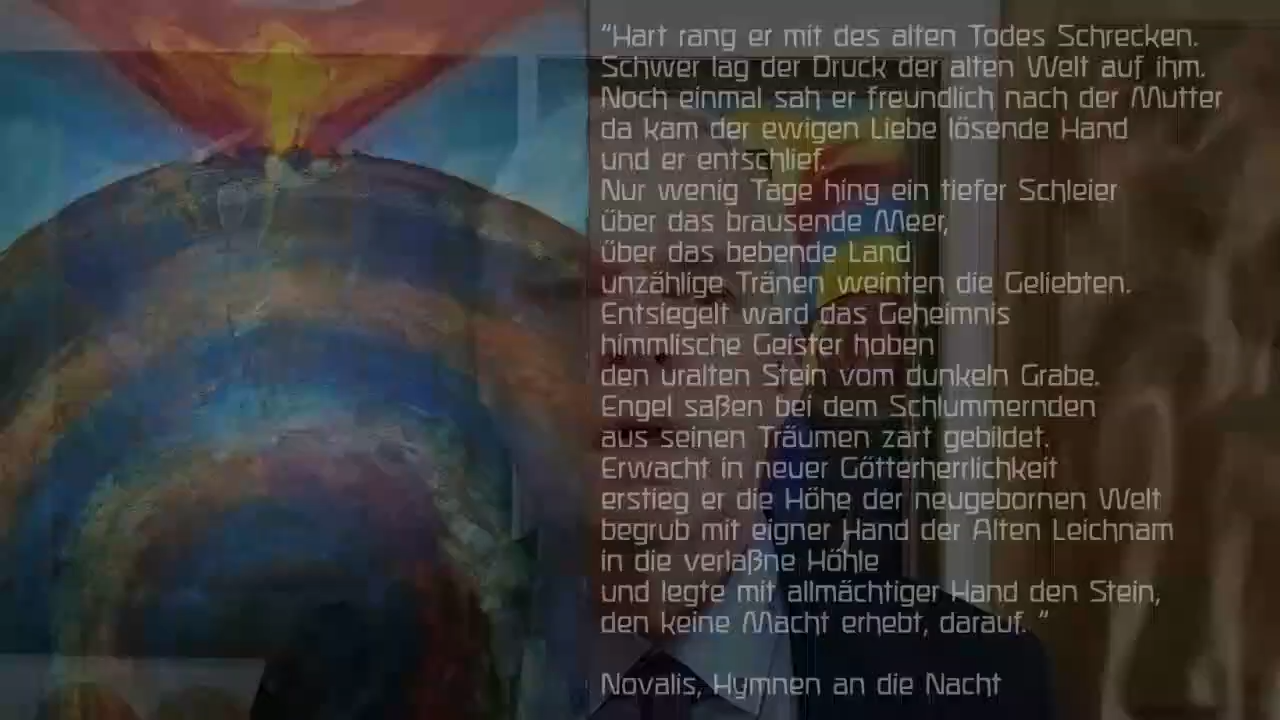 “Hart rang er mit des alten Todes Schrecken.
Schwer lag der Druck der alten Welt auf ihm.
Noch einmal sah er freundlich nach der Mutter
da kam der ewigen Liebe lösende Hand
und er entschlief.
Nur wenig Tage hing ein tiefer Schleier
über das brausende Meer,
über das bebende Land
unzählige Tränen weinten die Geliebten.
Entsiegelt ward das Geheimnis
himmlische Geister hoben
den uralten Stein vom dunkeln Grabe.
Engel saßen bei dem Schlummernden
aus seinen Träumen zart gebildet.
Erwacht in neuer Götterherrlichkeit
erstieg er die Höhe der neugebornen Welt
begrub mit eigner Hand der Alten Leichnam
in die verlaßne Höhle
und legte mit allmächtiger Hand den Stein,
den keine Macht erhebt, darauf. ”
Novalis, Hymnen an die Nacht